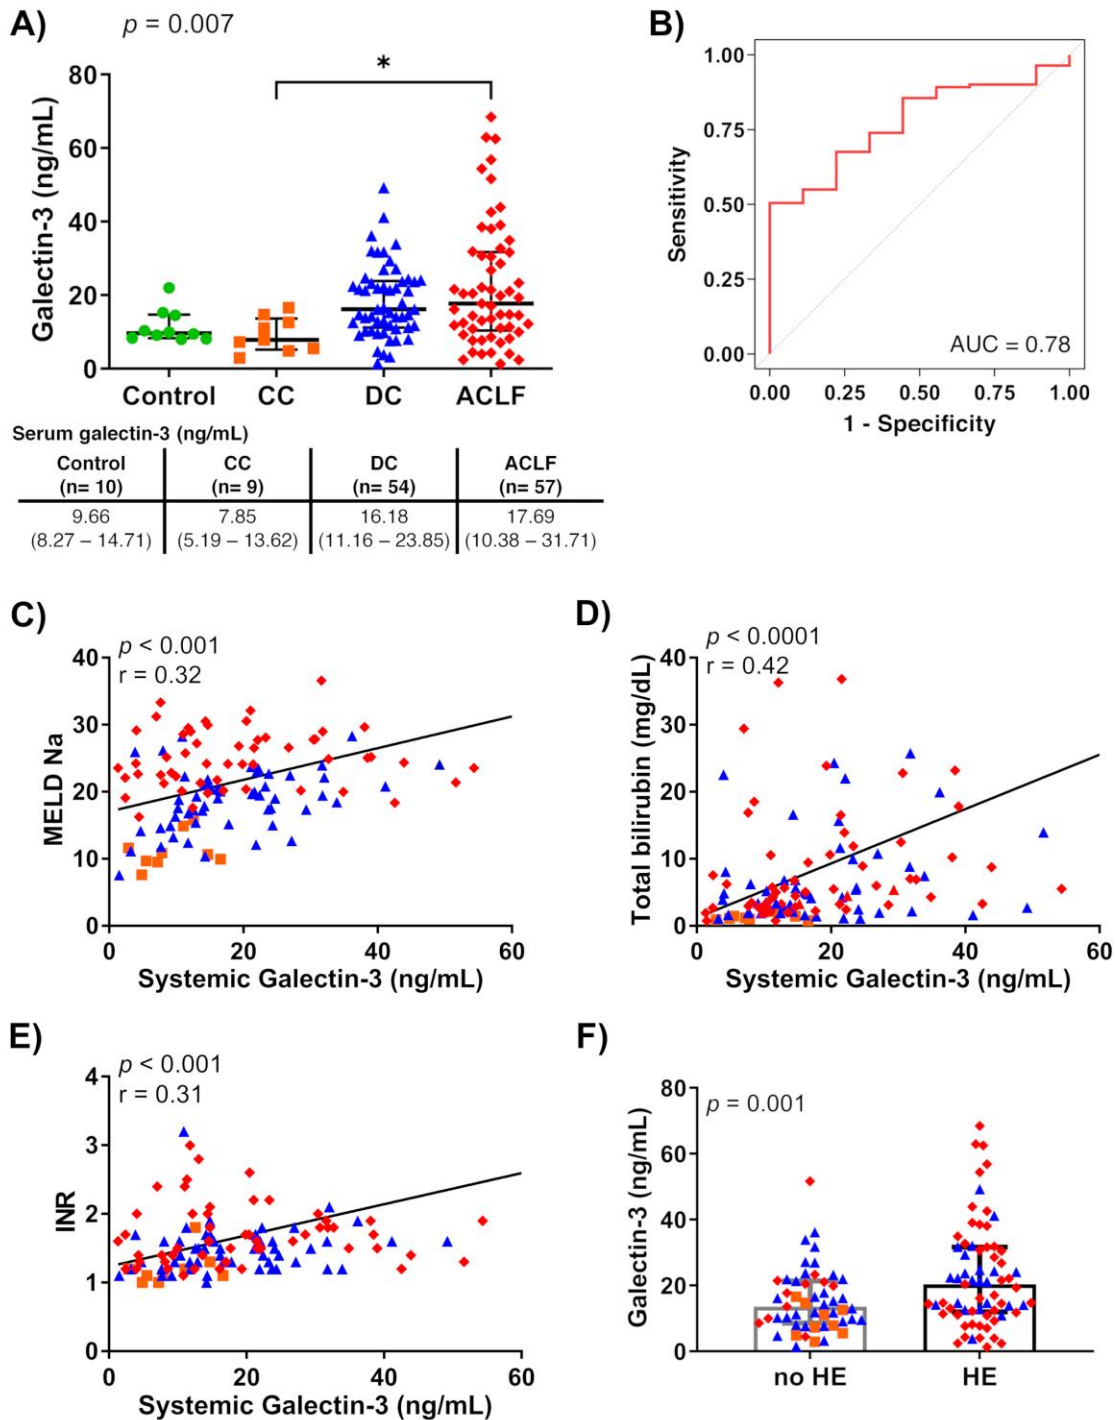 A)
p = 0.007
*
Galectin-3 (ng/mL)
80
60
40
20
0
Control CC DC ACLF
Serum galectin-3 (ng/mL)
Control CC DC ACLF
(n= 10) (n= 9) (n= 54) (n= 57)
9.66 7.85 16.18 17.69
(8.27 – 14.71) (5.19 – 13.62) (11.16 – 23.85) (10.38 – 31.71)
B)
Sensitivity
1.00
0.75
0.50
0.25
0.00
AUC = 0.78
0.00 0.25 0.50 0.75 1.00
1 - Specificity
C)
p < 0.001
r = 0.32
MELD Na
40
30
20
10
0
0 20 40 60
Systemic Galectin-3 (ng/mL)
D)
p < 0.0001
r = 0.42
Total bilirubin (mg/dL)
40
30
20
10
0
0 20 40 60
Systemic Galectin-3 (ng/mL)
E)
p < 0.001
r = 0.31
INR
4
3
2
1
0
0 20 40 60
Systemic Galectin-3 (ng/mL)
F)
p = 0.001
Galectin-3 (ng/mL)
80
60
40
20
0
no HE HE